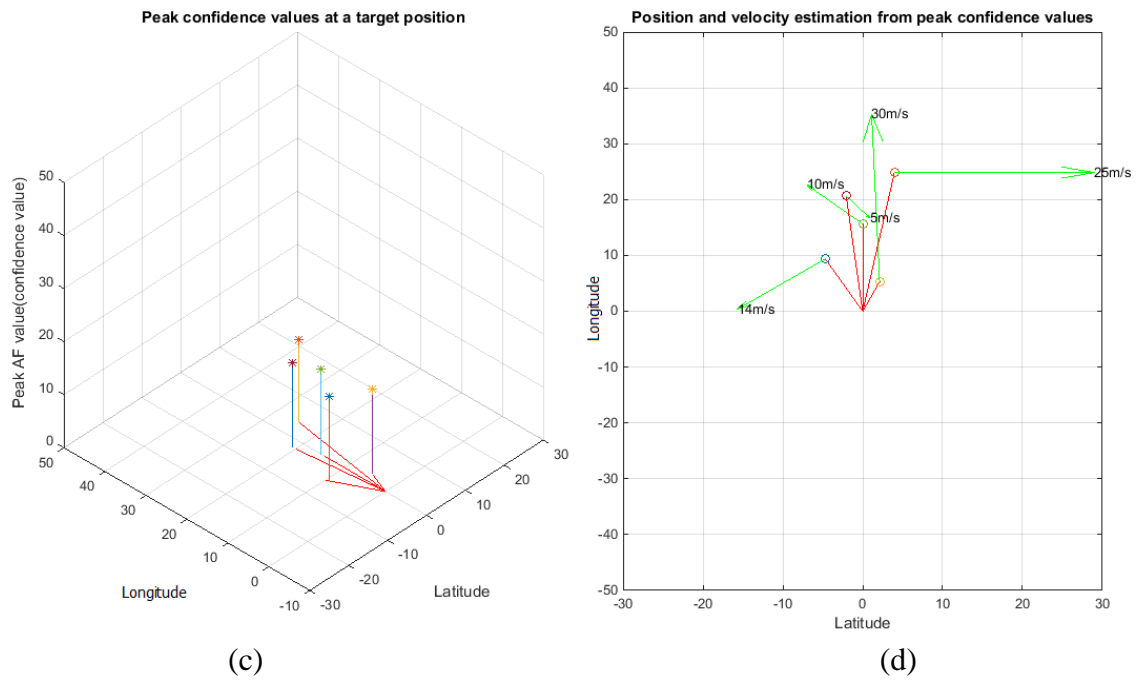 Peak confidence values at a target position
Peak AF value(confidence value)
50
40
30
20
10
0
50
40
30
20
10
0
-10
Longitude
-30
-20
-10
0
10
20
30
Latitude
(c)
Position and velocity estimation from peak confidence values
Longitude
50
40
30
20
10
0
-10
-20
-30
-40
-50
30m/s
25m/s
10m/s
5m/s
14m/s
-30
-20
-10
0
10
20
30
Latitude
(d)